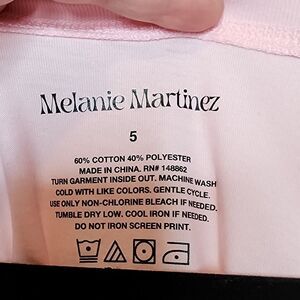 Melanie Martinez
5
60% COTTON 40% POLYESTER
MADE IN CHINA. RN# 148862
TURN GARMENT INSIDE OUT. MACHINE WASH
COLD WITH LIKE COLORS. GENTLE CYCLE.
USE ONLY NON-CHLORINE BLEACH IF NEEDED.
TUMBLE DRY LOW. COOL IRON IF NEEDED.
DO NOT IRON SCREEN PRINT.